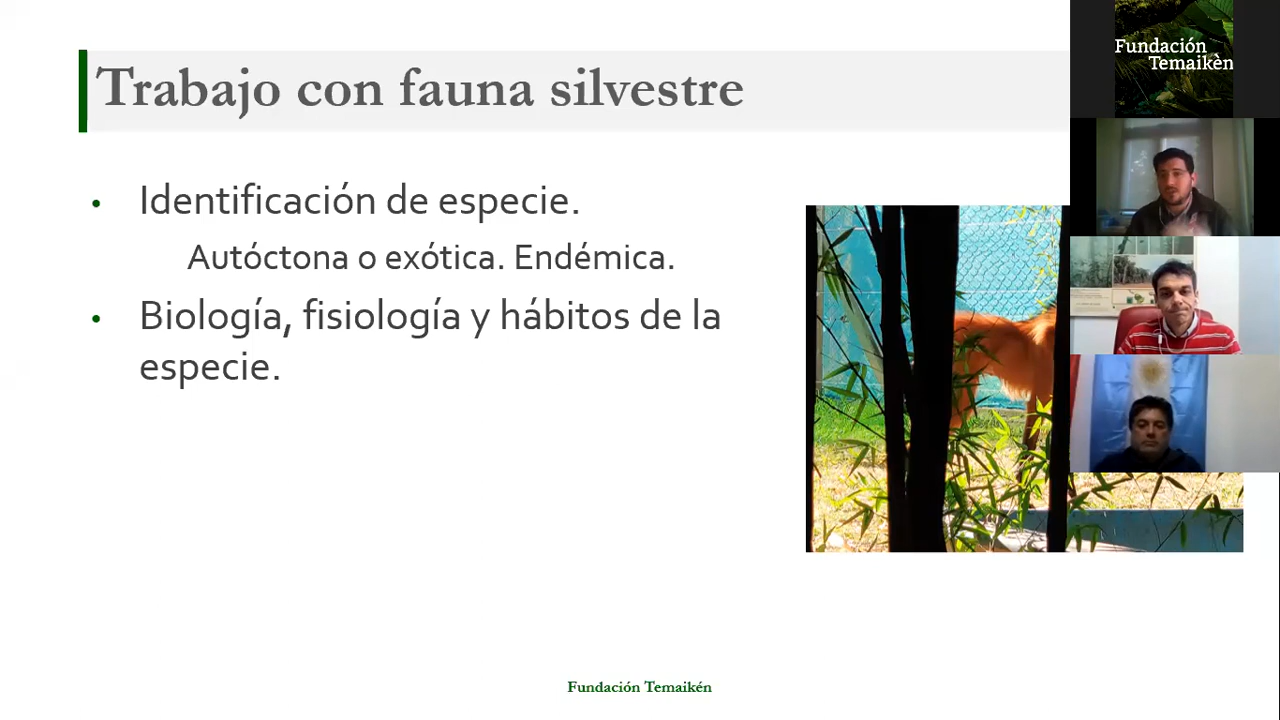 Trabajo con fauna silvestre
• Identificación de especie.
Autóctona o exótica. Endémica.
• Biología, fisiología y hábitos de la
especie.
Fundación Temaikén
Fundación
Temaikèn